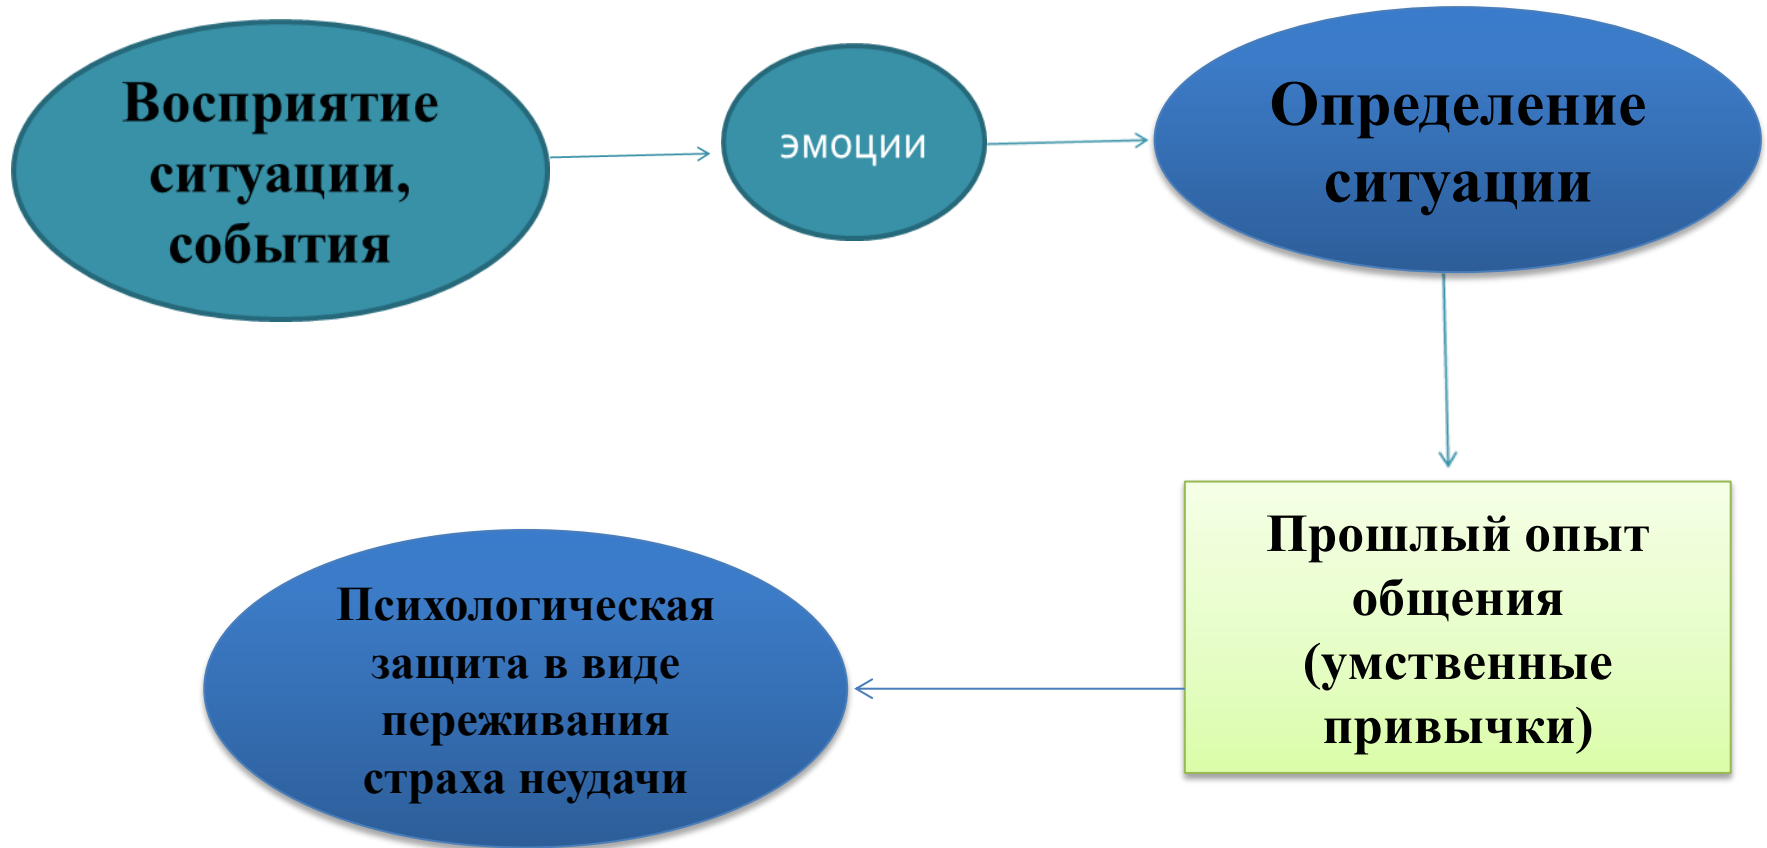 Восприятие
ситуации,
события
эмоции
Определение
ситуации
Прошлый опыт
общения
(умственные
привычки)
Психологическая
защита в виде
переживания
страха неудачи